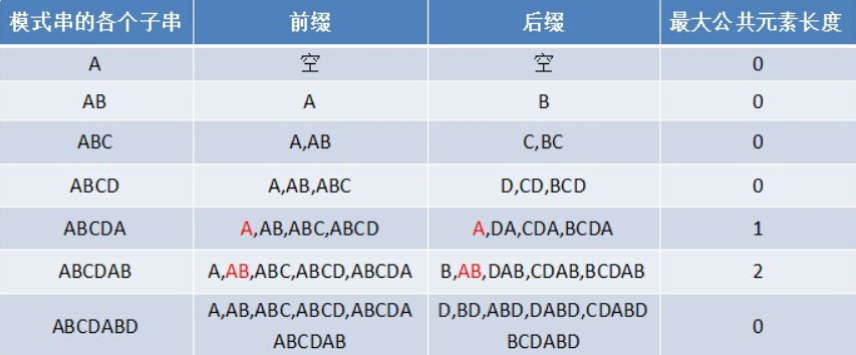 模式串的各个子串 前缀 后缀 最大公共元素长度
A 空 空 0
AB A B 0
ABC A,AB C,BC 0
ABCD A,AB,ABC D,CD,BCD 0
ABCDA A,AB,ABC,ABCD A,DA,CDA,BCDA 1
ABCDAB A,AB,ABC,ABCD,ABCDA B,AB,DAB,CDAB,BCDAB 2
ABCDABD A,AB,ABC,ABCD,ABCDA D,BD,ABD,DABD,CDABD 0
ABCDAB BCDABD